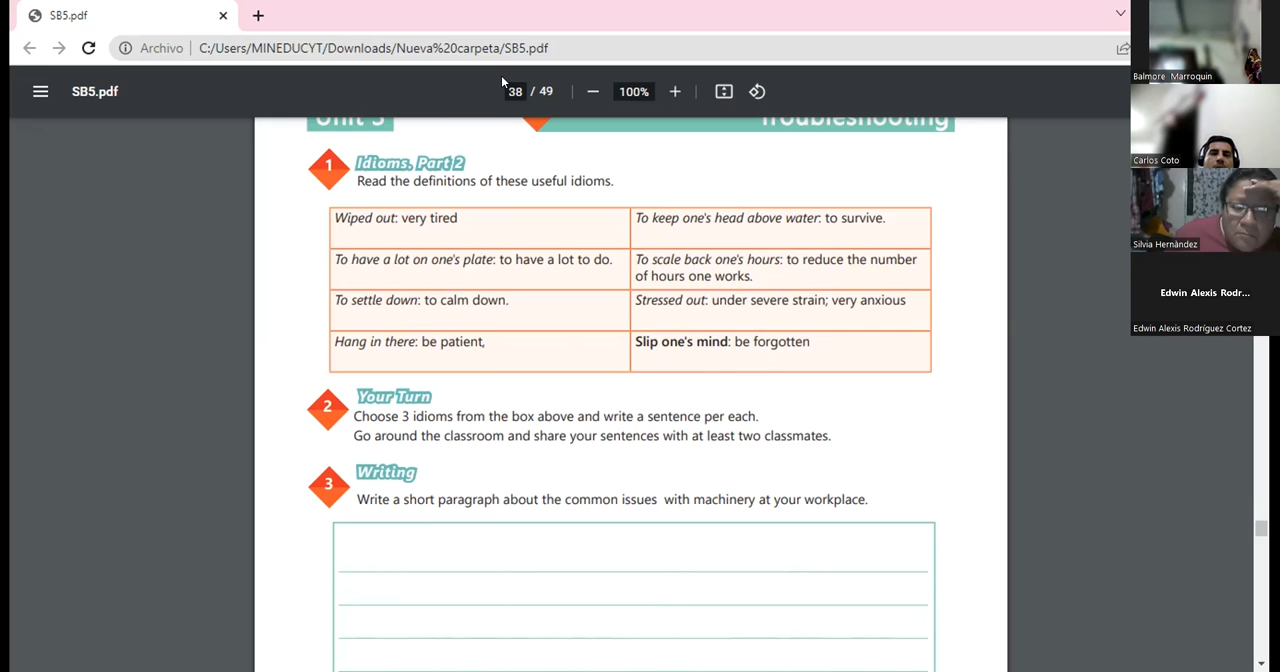 SB5.pdf
Archivo C:/Users/MINEDUCYT/Downloads/Nueva%20carpeta/SB5.pdf
SB5.pdf
38 / 49
100%
Unit 5 Troubleshooting
1 Idioms. Part 2
Read the definitions of these useful idioms.
Wiped out: very tired
To keep one's head above water: to survive.
To have a lot on one's plate: to have a lot to do.
To scale back one's hours: to reduce the number
of hours one works.
To settle down: to calm down.
Stressed out: under severe strain; very anxious
Hang in there: be patient,
Slip one's mind: be forgotten
2 Your Turn
Choose 3 idioms from the box above and write a sentence per each.
Go around the classroom and share your sentences with at least two classmates.
3 Writing
Write a short paragraph about the common issues with machinery at your workplace.
Balmore Marroquin
Carlos Coto
Silvia Hernàndez
Edwin Alexis Rodr...
Edwin Alexis Rodríguez Cortez